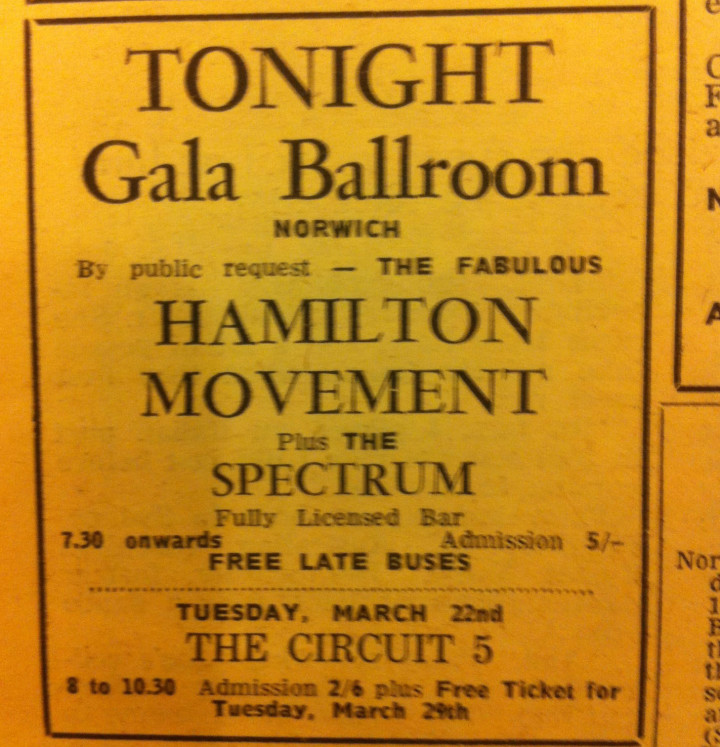 TONIGHT
Gala Ballroom
NORWICH
By public request — THE FABULOUS
HAMILTON
MOVEMENT
Plus THE
SPECTRUM
Fully Licensed Bar
7.30 onwards Admission 5/-
FREE LATE BUSES
TUESDAY, MARCH 22nd
THE CIRCUIT 5
8 to 10.30 Admission 2/6 plus Free Ticket for
Tuesday, March 29th
Nor